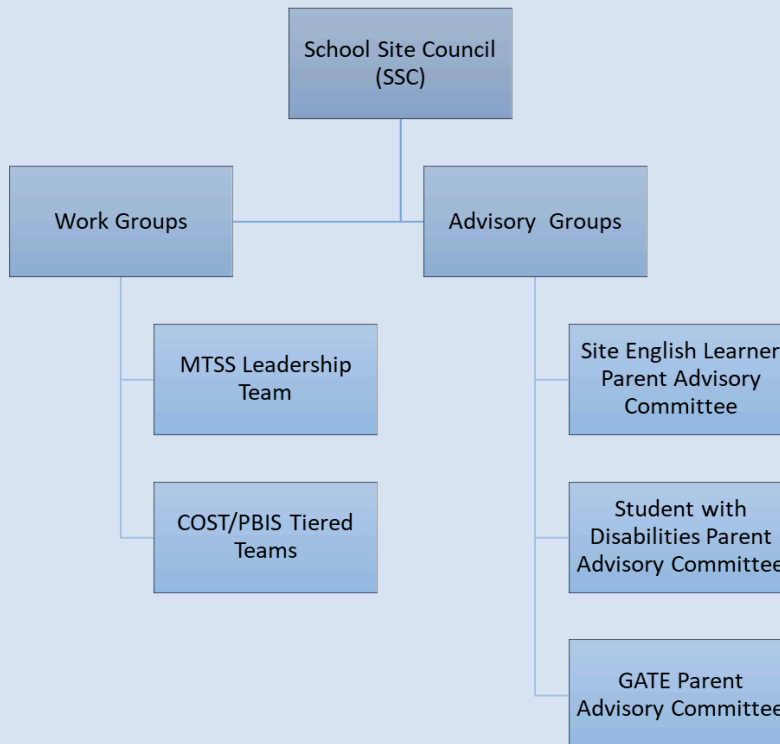 School Site Council
(SSC)
Work Groups
Advisory Groups
MTSS Leadership
Team
COST/PBIS Tiered
Teams
Site English Learner
Parent Advisory
Committee
Student with
Disabilities Parent
Advisory Committee
GATE Parent
Advisory Committee